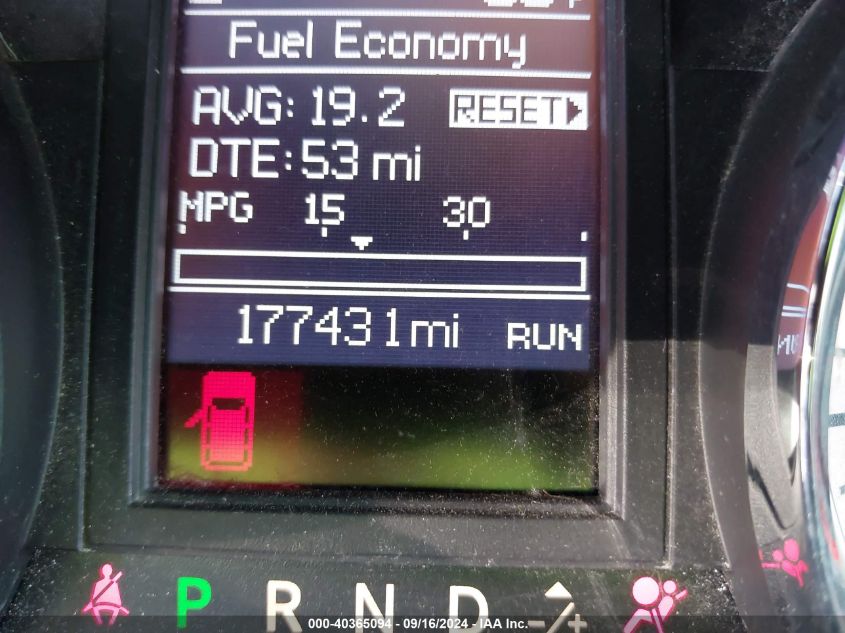 Fuel Economy
AVG: 19.2 RESET
DTE: 53 mi
MPG 15 30
177431 mi RUN
P R N D -/+
000-40365094 - 09/16/2024 - IAA Inc.